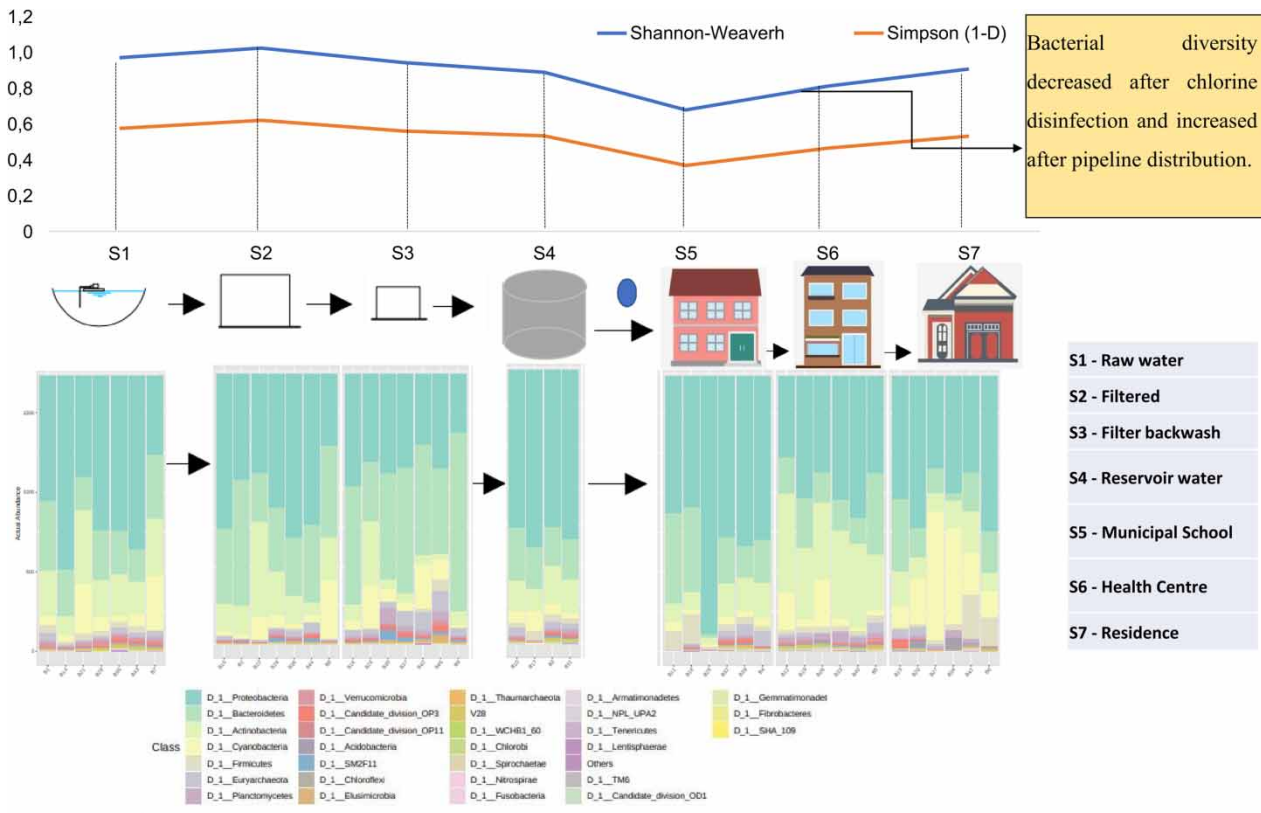 1,2
1,0
0,8
0,6
0,4
0,2
0
Shannon-Weaverh
Simpson (1-D)
Bacterial diversity
decreased after chlorine
disinfection and increased
after pipeline distribution.
S1
S2
S3
S4
S5
S6
S7
S1 - Raw water
S2 - Filtered
S3 - Filter backwash
S4 - Reservoir water
S5 - Municipal School
S6 - Health Centre
S7 - Residence
Actual Abundance
Class
D_1__Proteobacteria
D_1__Bacteroidetes
D_1__Actinobacteria
D_1__Cyanobacteria
D_1__Firmicutes
D_1__Euryarchaeota
D_1__Planctomycetes
D_1__Verrucomicrobia
D_1__Candidate_division_OP3
D_1__Candidate_division_OP11
D_1__Acidobacteria
D_1__SM2F11
D_1__Chloroflexi
D_1__Elusimicrobia
D_1__Thaumarchaeota
V28
D_1__WCHB1_60
D_1__Chlorobi
D_1__Spirochaetae
D_1__Nitrospirae
D_1__Fusobacteria
D_1__Armatimonadetes
D_1__NPL_UPA2
D_1__Tenericutes
D_1__Lentisphaerae
Others
D_1__TM6
D_1__Candidate_division_OD1
D_1__Gemmatimonadet
D_1__Fibrobacteres
D_1__SHA_109